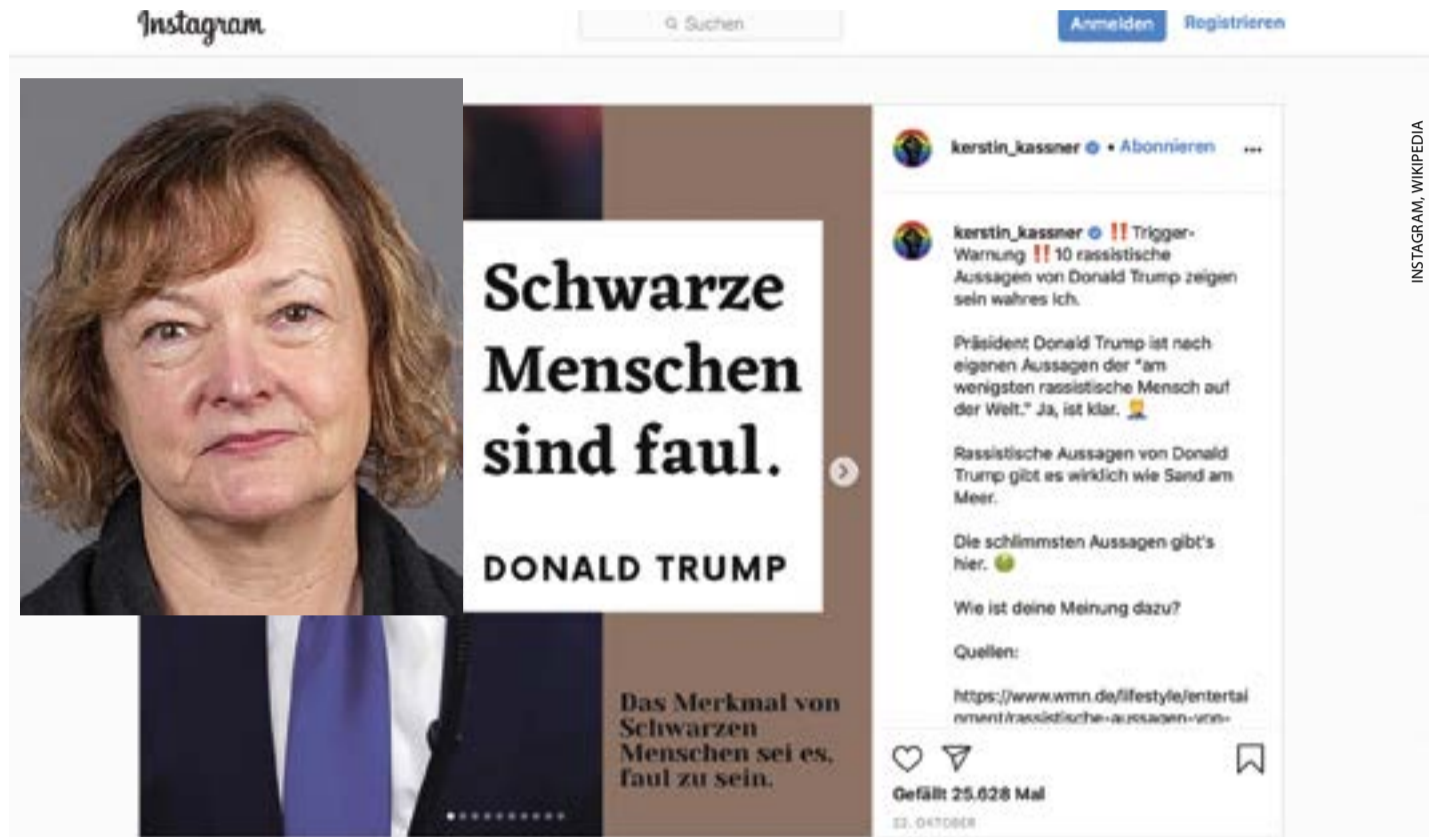 Instagram
Suchen
Anmelden
Registrieren
Schwarze
Menschen
sind faul.
DONALD TRUMP
Das Merkmal von
Schwarzen
Menschen sei es,
faul zu sein.
kerstin_kassner • Abonnieren ...
kerstin_kassner ‼️ Trigger-
Warnung ‼️ 10 rassistische
Aussagen von Donald Trump zeigen
sein wahres Ich.
Präsident Donald Trump ist nach
eigenen Aussagen der "am
wenigsten rassistische Mensch auf
der Welt." Ja, ist klar.
Rassistische Aussagen von Donald
Trump gibt es wirklich wie Sand am
Meer.
Die schlimmsten Aussagen gibt's
hier.
Wie ist deine Meinung dazu?
Quellen:
https://www.wmn.de/lifestyle/entertai
nment/rassistische-aussagen-von-
Gefällt 25.628 Mal
22. OKTOBER
INSTAGRAM, WIKIPEDIA